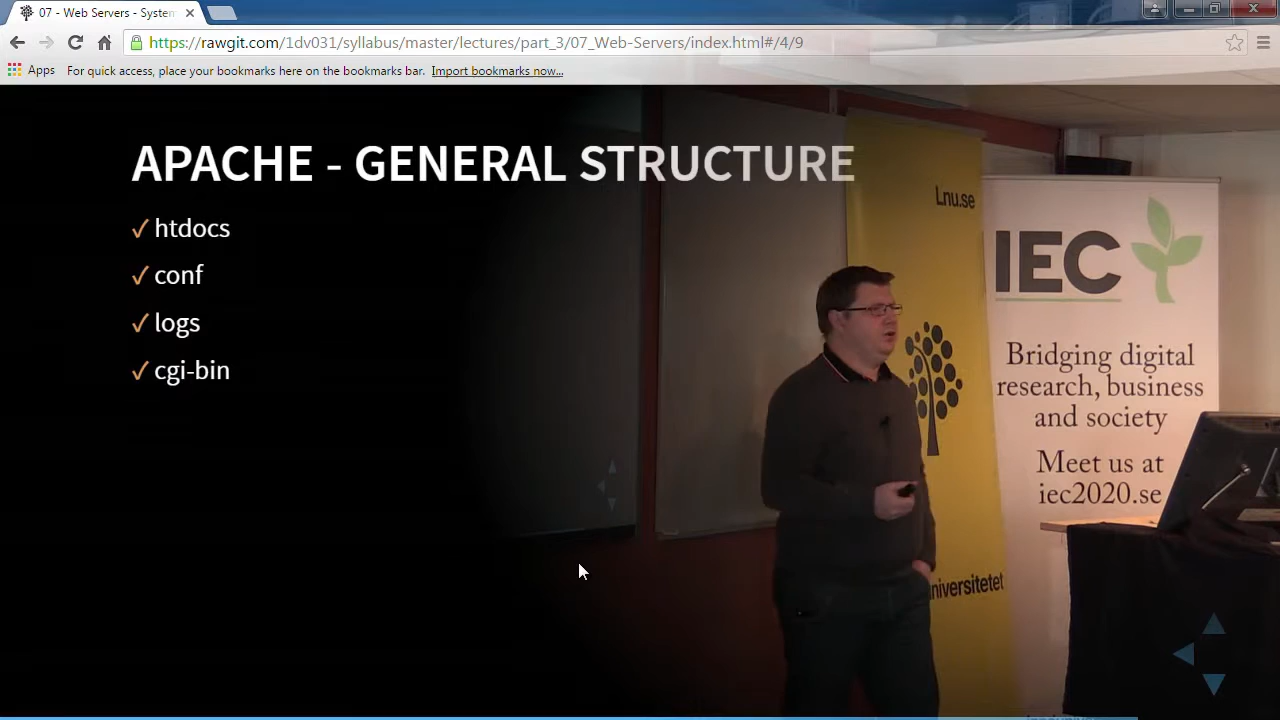 07 - Web Servers - System
https://rawgit.com/1dv031/syllabus/master/lectures/part_3/07_Web-Servers/index.html#/4/9
Apps For quick access, place your bookmarks here on the bookmarks bar. Import bookmarks now...
APACHE - GENERAL STRUCTURE
✓ htdocs
✓ conf
✓ logs
✓ cgi-bin
Lnu.se
niversitetet
IEC
Bridging digital
research, business
and society
Meet us at
iec2020.se